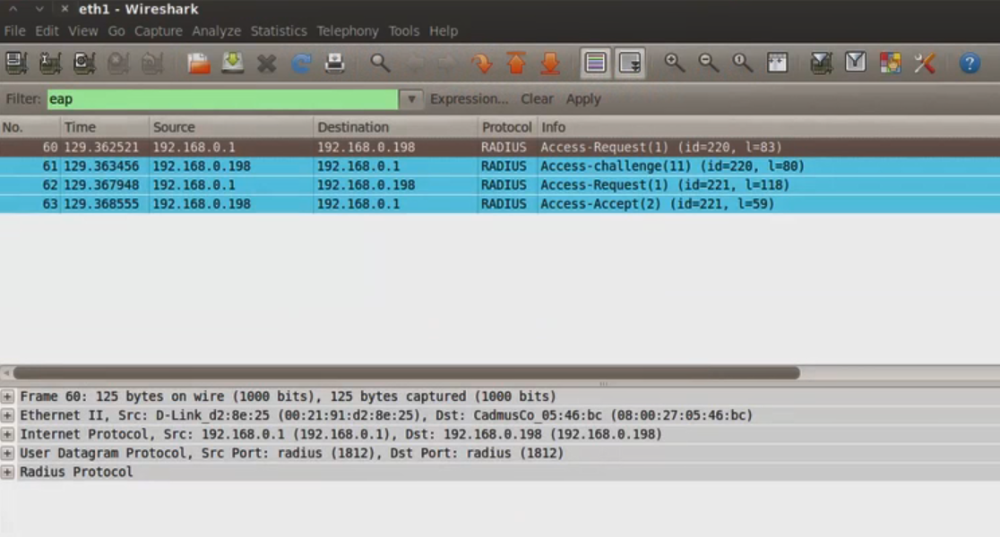 eth1 - Wireshark
File Edit View Go Capture Analyze Statistics Telephony Tools Help
Filter: eap Expression... Clear Apply
No. Time Source Destination Protocol Info
60 129.362521 192.168.0.1 192.168.0.198 RADIUS Access-Request(1) (id=220, l=83)
61 129.363456 192.168.0.198 192.168.0.1 RADIUS Access-challenge(11) (id=220, l=80)
62 129.367948 192.168.0.1 192.168.0.198 RADIUS Access-Request(1) (id=221, l=118)
63 129.368555 192.168.0.198 192.168.0.1 RADIUS Access-Accept(2) (id=221, l=59)
Frame 60: 125 bytes on wire (1000 bits), 125 bytes captured (1000 bits)
Ethernet II, Src: D-Link_d2:8e:25 (00:21:91:d2:8e:25), Dst: CadmusCo_05:46:bc (08:00:27:05:46:bc)
Internet Protocol, Src: 192.168.0.1 (192.168.0.1), Dst: 192.168.0.198 (192.168.0.198)
User Datagram Protocol, Src Port: radius (1812), Dst Port: radius (1812)
Radius Protocol